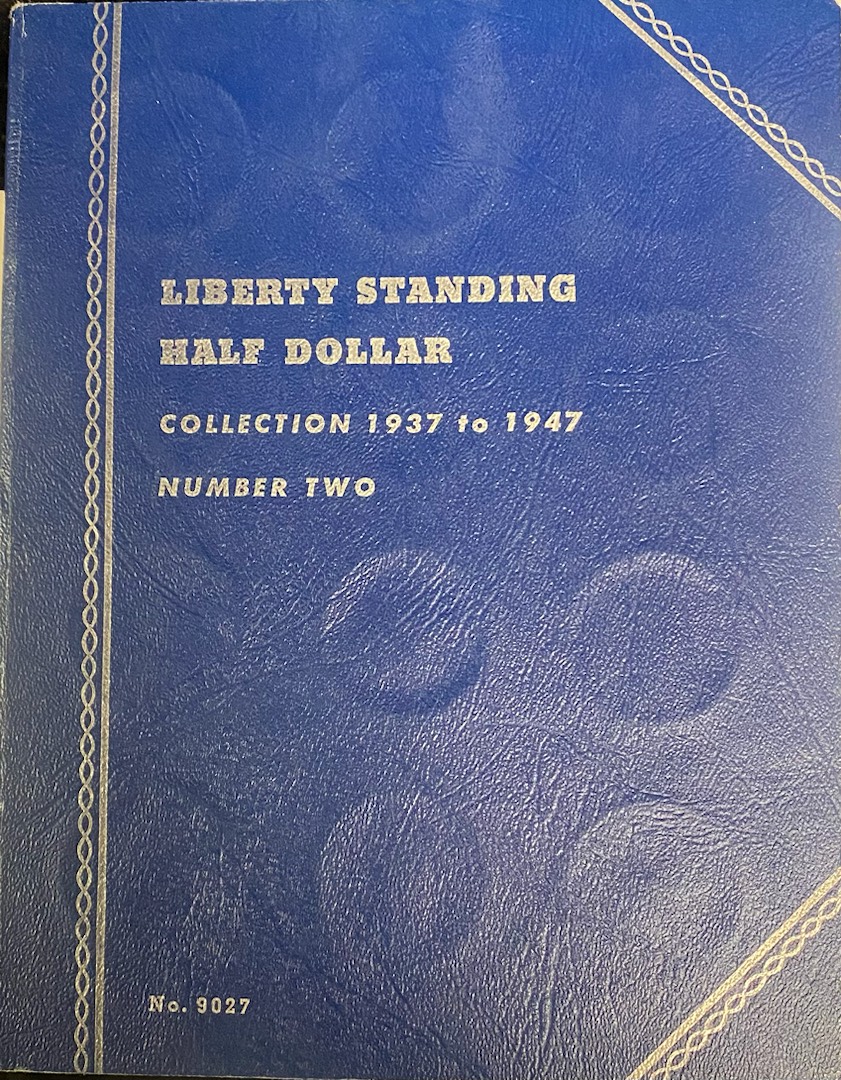 LIBERTY STANDING
HALF DOLLAR
COLLECTION 1937 to 1947
NUMBER TWO
No. 9027